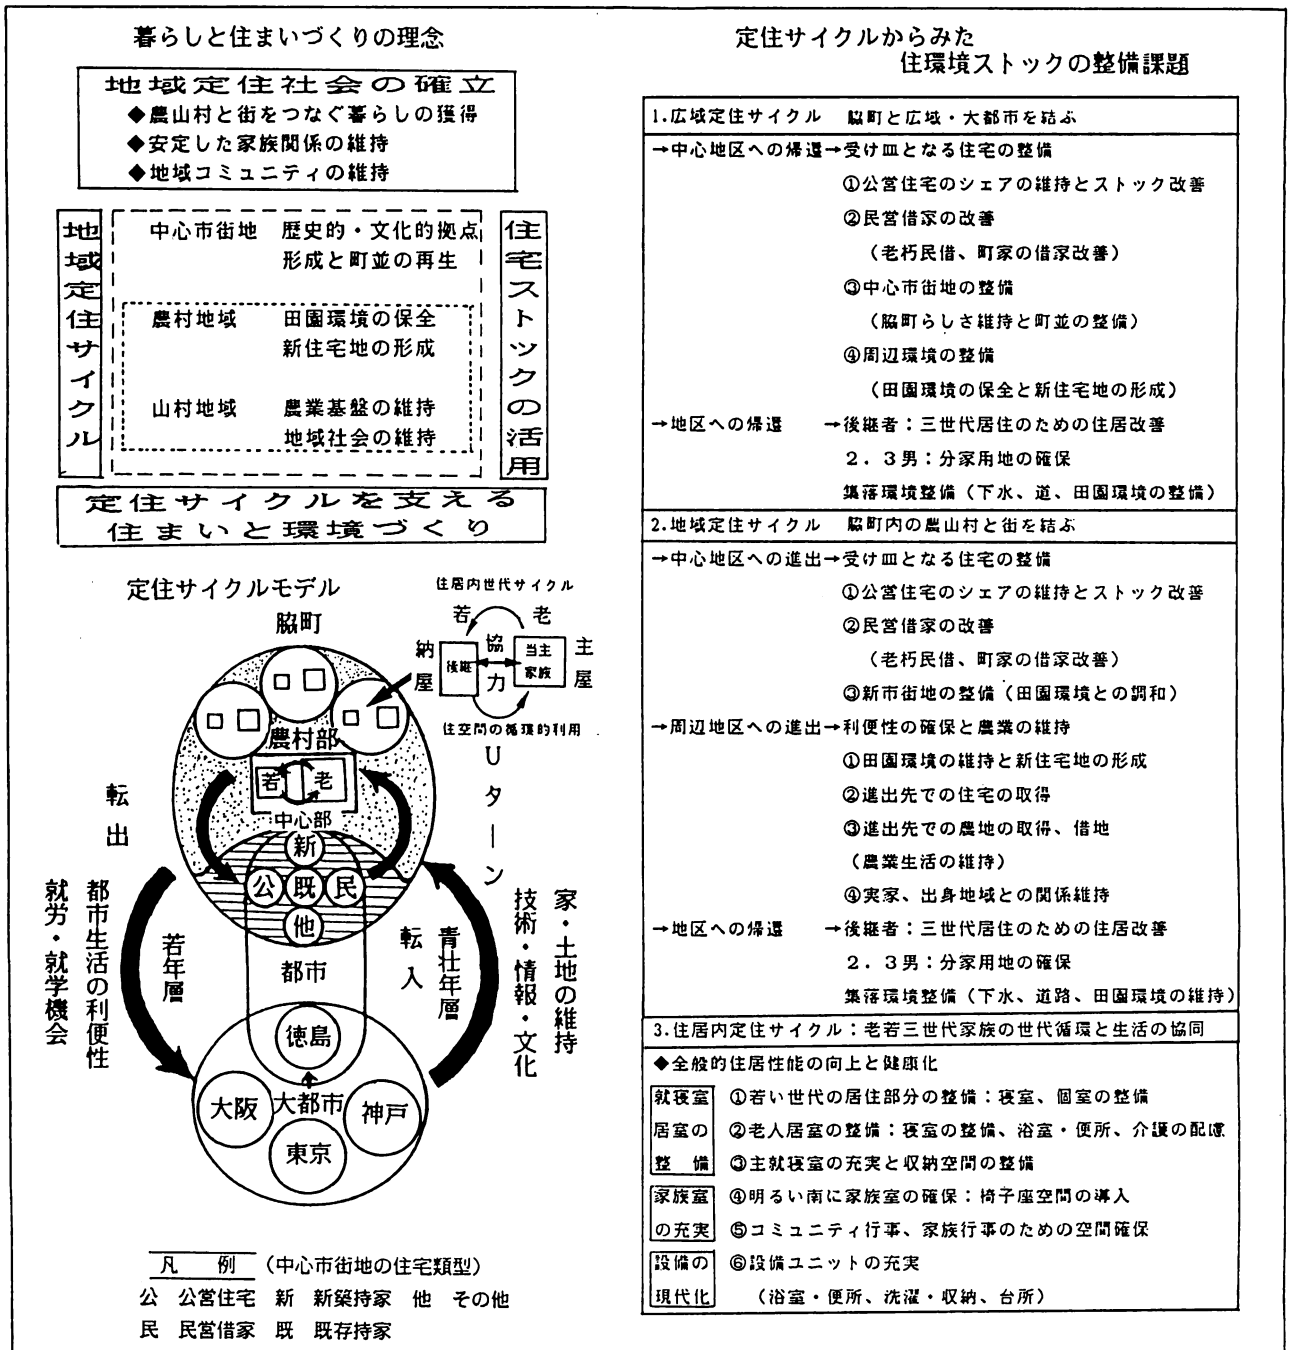 暮らしと住まいづくりの理念
地域定住社会の確立
◆農山村と街をつなぐ暮らしの獲得
◆安定した家族関係の維持
◆地域コミュニティの維持
地域定住サイクル
中心市街地 歴史的・文化的拠点
形成と町並の再生
農村地域 田園環境の保全
新住宅地の形成
山村地域 農業基盤の維持
地域社会の維持
住宅ストックの活用
定住サイクルを支える
住まいと環境づくり
定住サイクルモデル
脇町
住居内世代サイクル
若 老
納屋
後継
協力
当主
家族
主屋
住空間の循環的利用
農村部
若 老
中心部
新
公 既 民
他
都市
徳島
大都市
大阪
神戸
東京
転出
若年層
都市生活の利便性
就労・就学機会
Uターン
転入
青壮年層
技術・情報・文化
家・土地の維持
凡 例 (中心市街地の住宅類型)
公 公営住宅 新 新築持家 他 その他
民 民営借家 既 既存持家
定住サイクルからみた
住環境ストックの整備課題
1.広域定住サイクル 脇町と広域・大都市を結ぶ
→中心地区への帰還→受け皿となる住宅の整備
①公営住宅のシェアの維持とストック改善
②民営借家の改善
(老朽民借、町家の借家改善)
③中心市街地の整備
(脇町らしさ維持と町並の整備)
④周辺環境の整備
(田園環境の保全と新住宅地の形成)
→地区への帰還 →後継者:三世代居住のための住居改善
2.3男:分家用地の確保
集落環境整備(下水、道、田園環境の整備)
2.地域定住サイクル 脇町内の農山村と街を結ぶ
→中心地区への進出→受け皿となる住宅の整備
①公営住宅のシェアの維持とストック改善
②民営借家の改善
(老朽民借、町家の借家改善)
③新市街地の整備(田園環境との調和)
→周辺地区への進出→利便性の確保と農業の維持
①田園環境の維持と新住宅地の形成
②進出先での住宅の取得
③進出先での農地の取得、借地
(農業生活の維持)
④実家、出身地域との関係維持
→地区への帰還 →後継者:三世代居住のための住居改善
2.3男:分家用地の確保
集落環境整備(下水、道路、田園環境の維持)
3.住居内定住サイクル:老若三世代家族の世代循環と生活の協同
◆全般的住居性能の向上と健康化
就寝室 ①若い世代の居住部分の整備:寝室、個室の整備
居室の ②老人居室の整備:寝室の整備、浴室・便所、介護の配慮
整 備 ③主就寝室の充実と収納空間の整備
家族室 ④明るい南に家族室の確保:椅子座空間の導入
の充実 ⑤コミュニティ行事、家族行事のための空間確保
設備の ⑥設備ユニットの充実
現代化 (浴室・便所、洗濯・収納、台所)